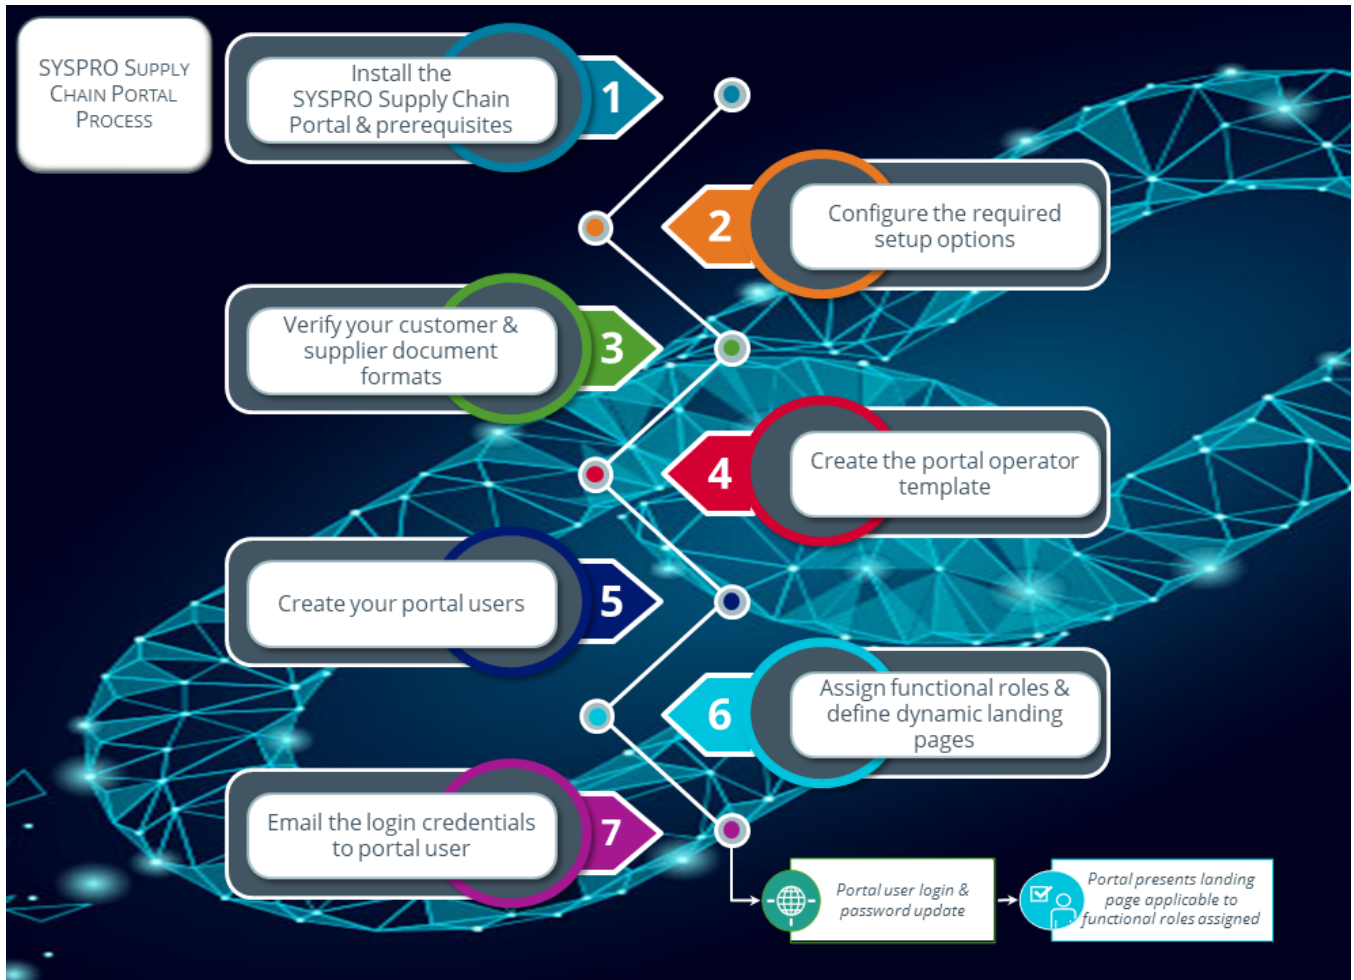 SYSPRO SUPPLY
CHAIN PORTAL
PROCESS
Install the
SYSPRO Supply Chain
Portal & prerequisites
1
2
Configure the required
setup options
Verify your customer &
supplier document
formats
3
4
Create the portal operator
template
Create your portal users
5
6
Assign functional roles &
define dynamic landing
pages
Email the login credentials
to portal user
7
Portal user login &
password update
Portal presents landing
page applicable to
functional roles assigned